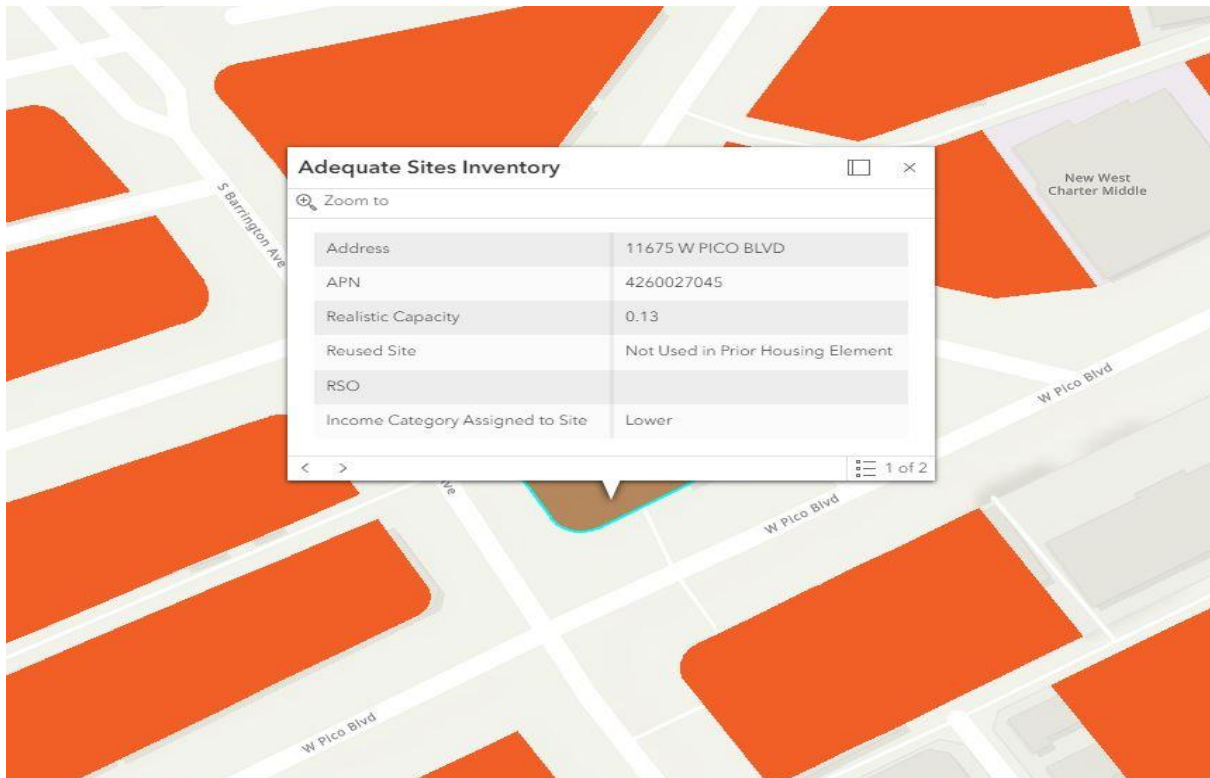 Adequate Sites Inventory
Zoom to
Address 11675 W PICO BLVD
APN 4260027045
Realistic Capacity 0.13
Reused Site Not Used in Prior Housing Element
RSO
Income Category Assigned to Site Lower
1 of 2
S Barrington Ave
New West
Charter Middle
W Pico Blvd
ve
W Pico Blvd
W Pico Blvd